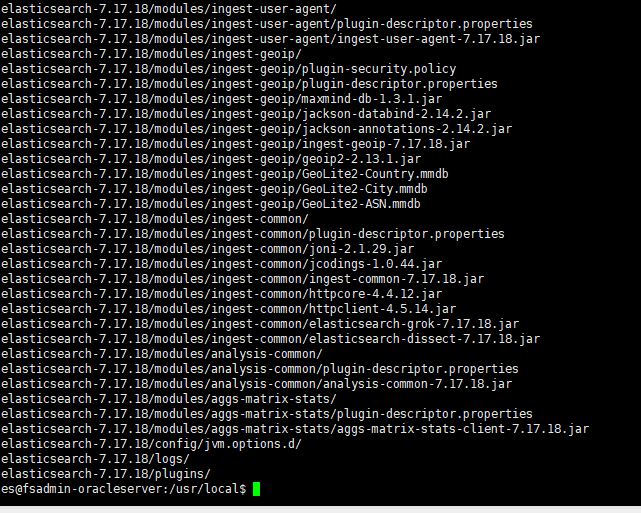 elasticsearch-7.17.18/modules/ingest-user-agent/
elasticsearch-7.17.18/modules/ingest-user-agent/plugin-descriptor.properties
elasticsearch-7.17.18/modules/ingest-user-agent/ingest-user-agent-7.17.18.jar
elasticsearch-7.17.18/modules/ingest-geoip/
elasticsearch-7.17.18/modules/ingest-geoip/plugin-security.policy
elasticsearch-7.17.18/modules/ingest-geoip/plugin-descriptor.properties
elasticsearch-7.17.18/modules/ingest-geoip/maxmind-db-1.3.1.jar
elasticsearch-7.17.18/modules/ingest-geoip/jackson-databind-2.14.2.jar
elasticsearch-7.17.18/modules/ingest-geoip/jackson-annotations-2.14.2.jar
elasticsearch-7.17.18/modules/ingest-geoip/ingest-geoip-7.17.18.jar
elasticsearch-7.17.18/modules/ingest-geoip/geoip2-2.13.1.jar
elasticsearch-7.17.18/modules/ingest-geoip/GeoLite2-Country.mmdb
elasticsearch-7.17.18/modules/ingest-geoip/GeoLite2-City.mmdb
elasticsearch-7.17.18/modules/ingest-geoip/GeoLite2-ASN.mmdb
elasticsearch-7.17.18/modules/ingest-common/
elasticsearch-7.17.18/modules/ingest-common/plugin-descriptor.properties
elasticsearch-7.17.18/modules/ingest-common/joni-2.1.29.jar
elasticsearch-7.17.18/modules/ingest-common/jcodings-1.0.44.jar
elasticsearch-7.17.18/modules/ingest-common/ingest-common-7.17.18.jar
elasticsearch-7.17.18/modules/ingest-common/httpcore-4.4.12.jar
elasticsearch-7.17.18/modules/ingest-common/httpclient-4.5.14.jar
elasticsearch-7.17.18/modules/ingest-common/elasticsearch-grok-7.17.18.jar
elasticsearch-7.17.18/modules/ingest-common/elasticsearch-dissect-7.17.18.jar
elasticsearch-7.17.18/modules/analysis-common/
elasticsearch-7.17.18/modules/analysis-common/plugin-descriptor.properties
elasticsearch-7.17.18/modules/analysis-common/analysis-common-7.17.18.jar
elasticsearch-7.17.18/modules/aggs-matrix-stats/
elasticsearch-7.17.18/modules/aggs-matrix-stats/plugin-descriptor.properties
elasticsearch-7.17.18/modules/aggs-matrix-stats/aggs-matrix-stats-client-7.17.18.jar
elasticsearch-7.17.18/config/jvm.options.d/
elasticsearch-7.17.18/logs/
elasticsearch-7.17.18/plugins/
es@fsadmin-oracleserver:/usr/local$